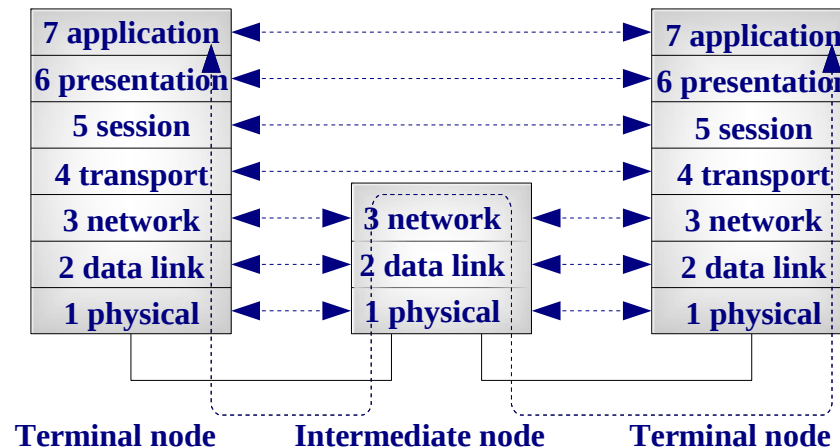 7 application
6 presentation
5 session
4 transport
3 network
2 data link
1 physical
Terminal node
3 network
2 data link
1 physical
Intermediate node
7 application
6 presentation
5 session
4 transport
3 network
2 data link
1 physical
Terminal node